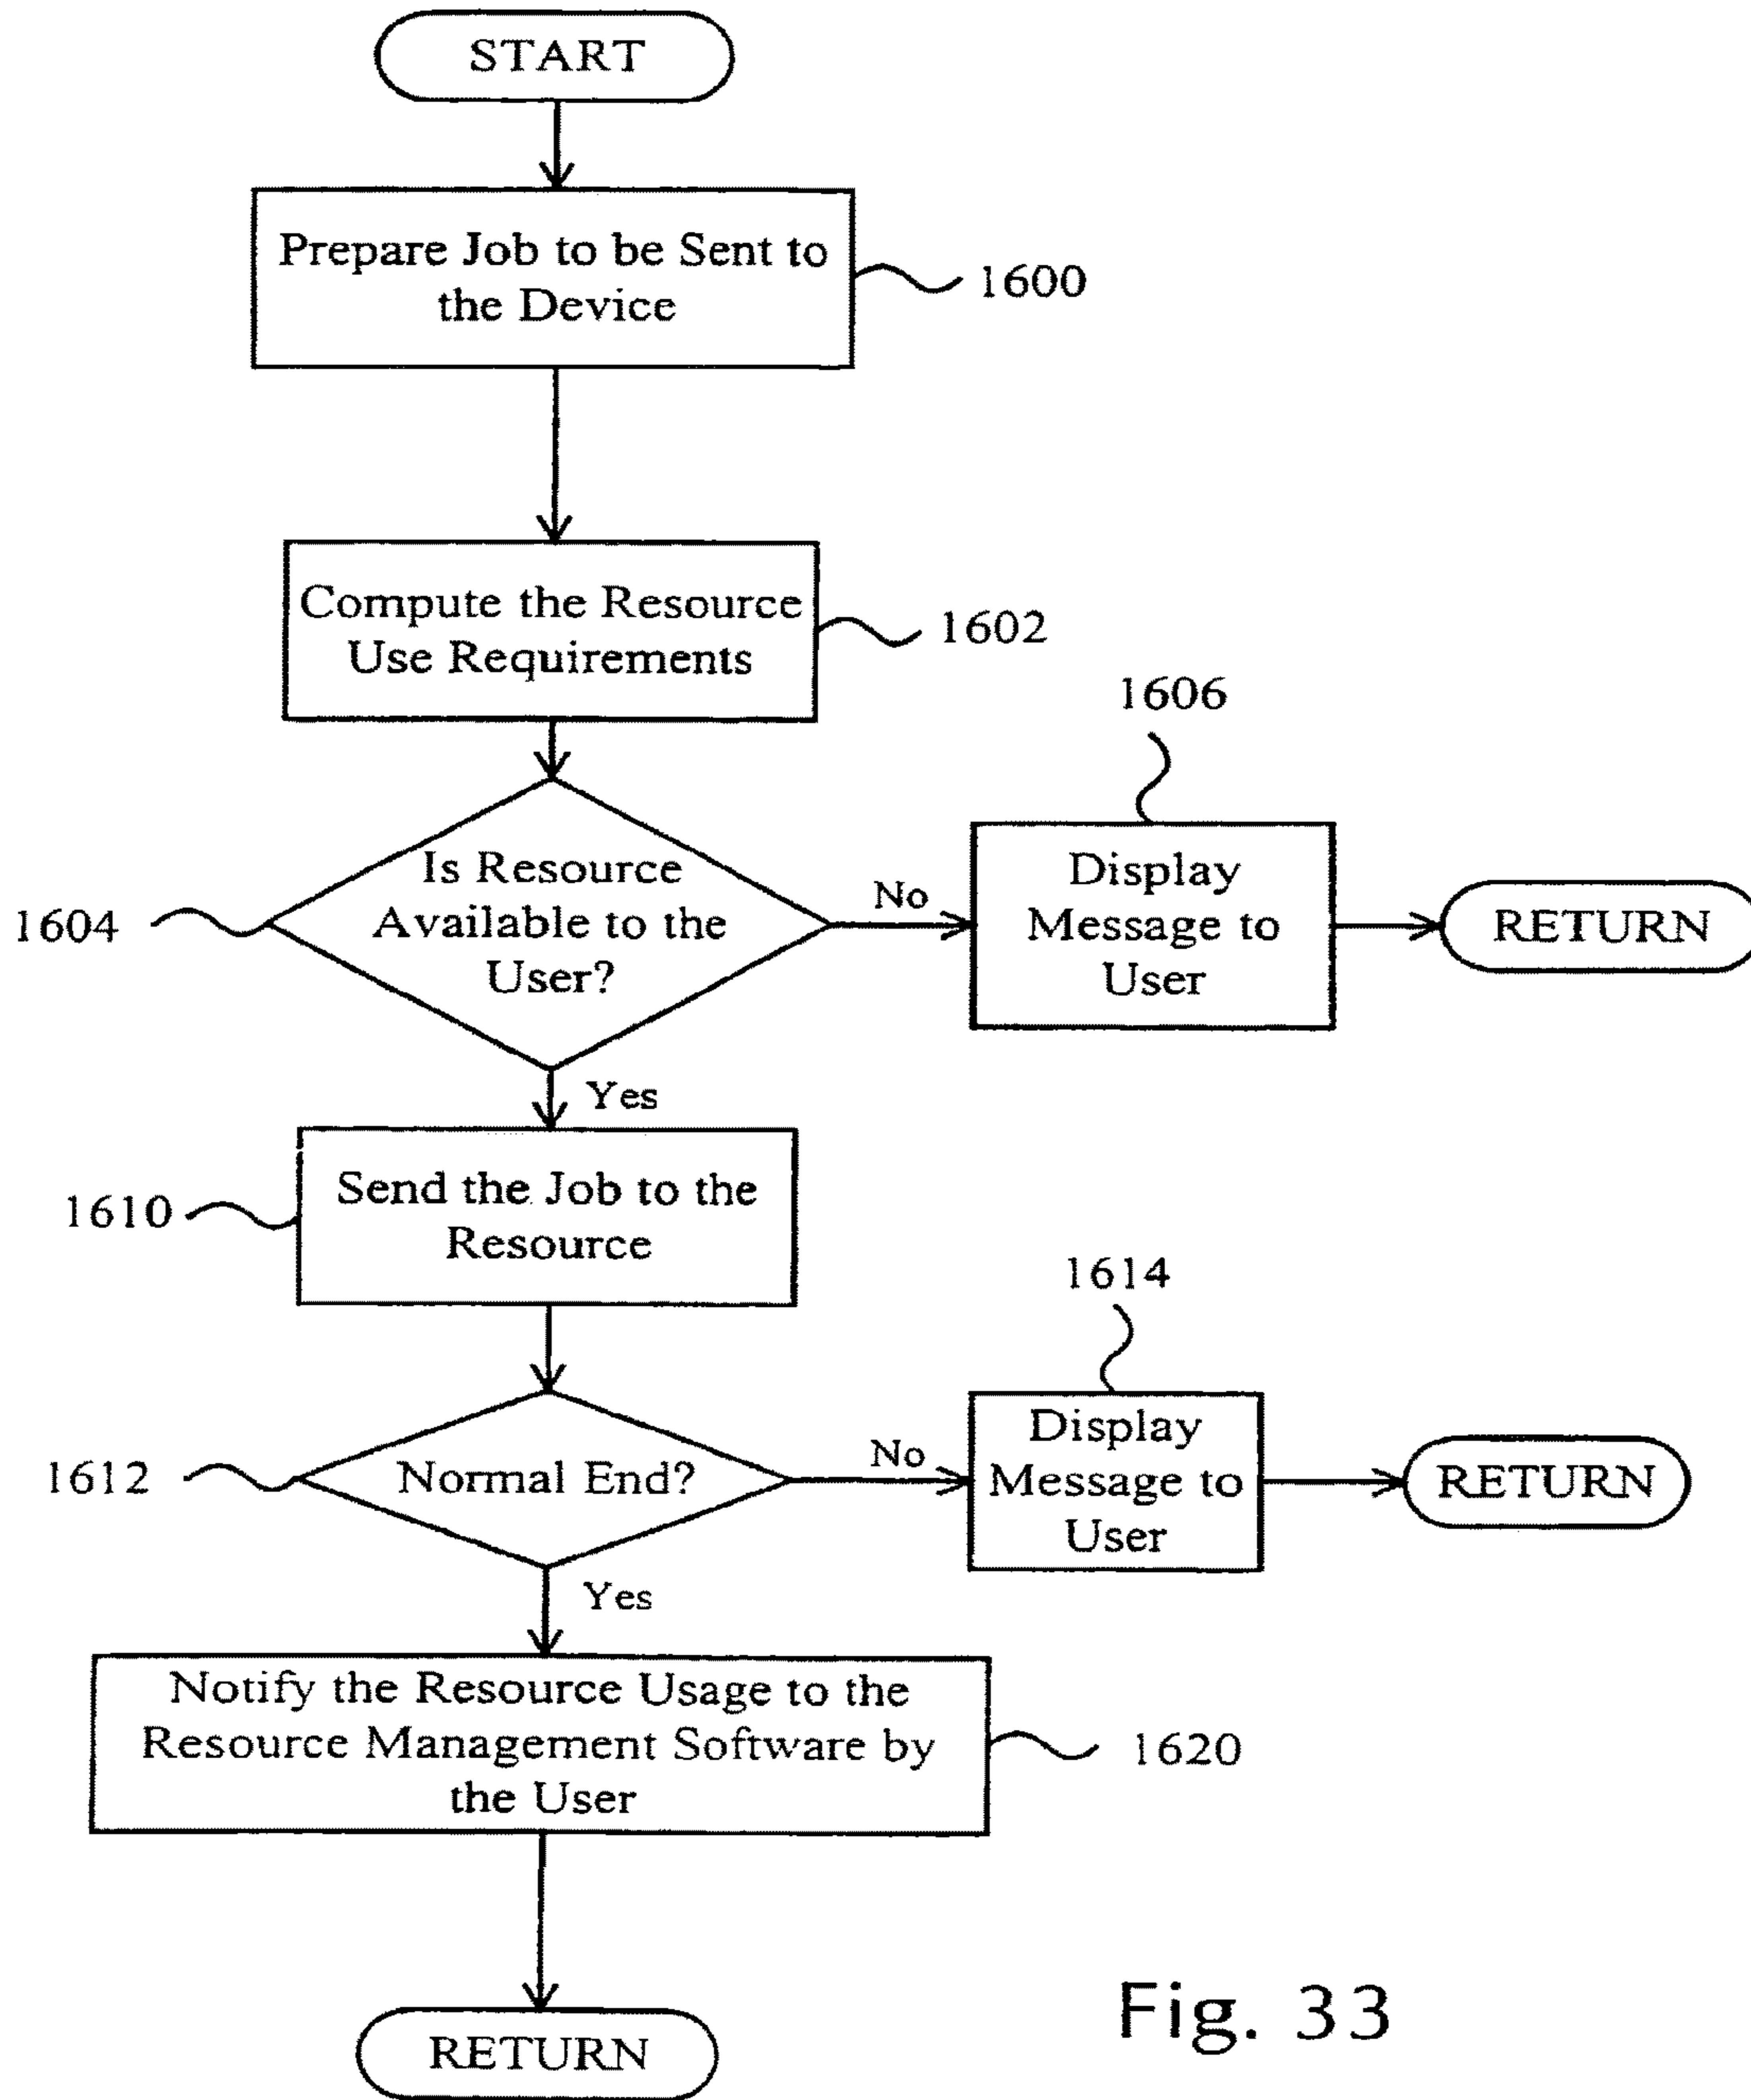 START
Prepare Job to be Sent to
the Device
1600
Compute the Resource
Use Requirements
1602
1606
Is Resource
Available to the
User?
1604
No
Display
Message to
User
RETURN
Yes
Send the Job to the
Resource
1610
1614
Normal End?
1612
No
Display
Message to
User
RETURN
Yes
Notify the Resource Usage to the
Resource Management Software by
the User
1620
RETURN
Fig. 33